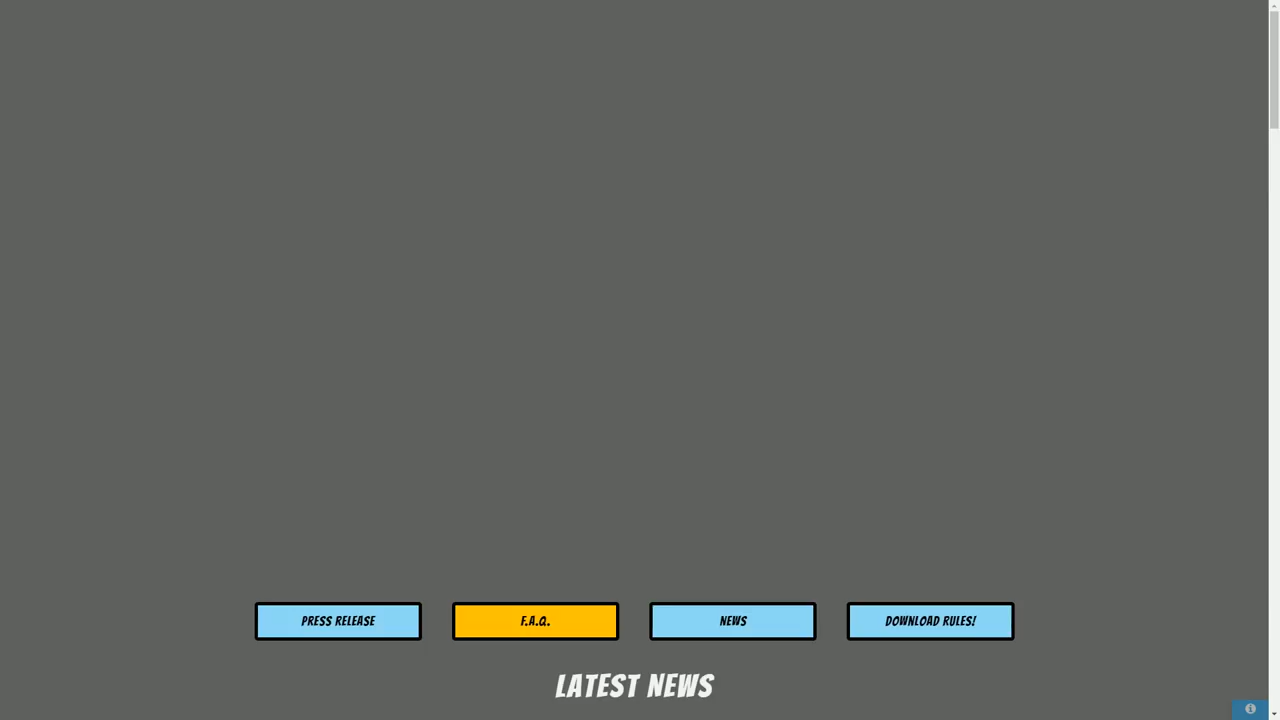 PRESS RELEASE
F.A.Q.
NEWS
DOWNLOAD RULES!
LATEST NEWS